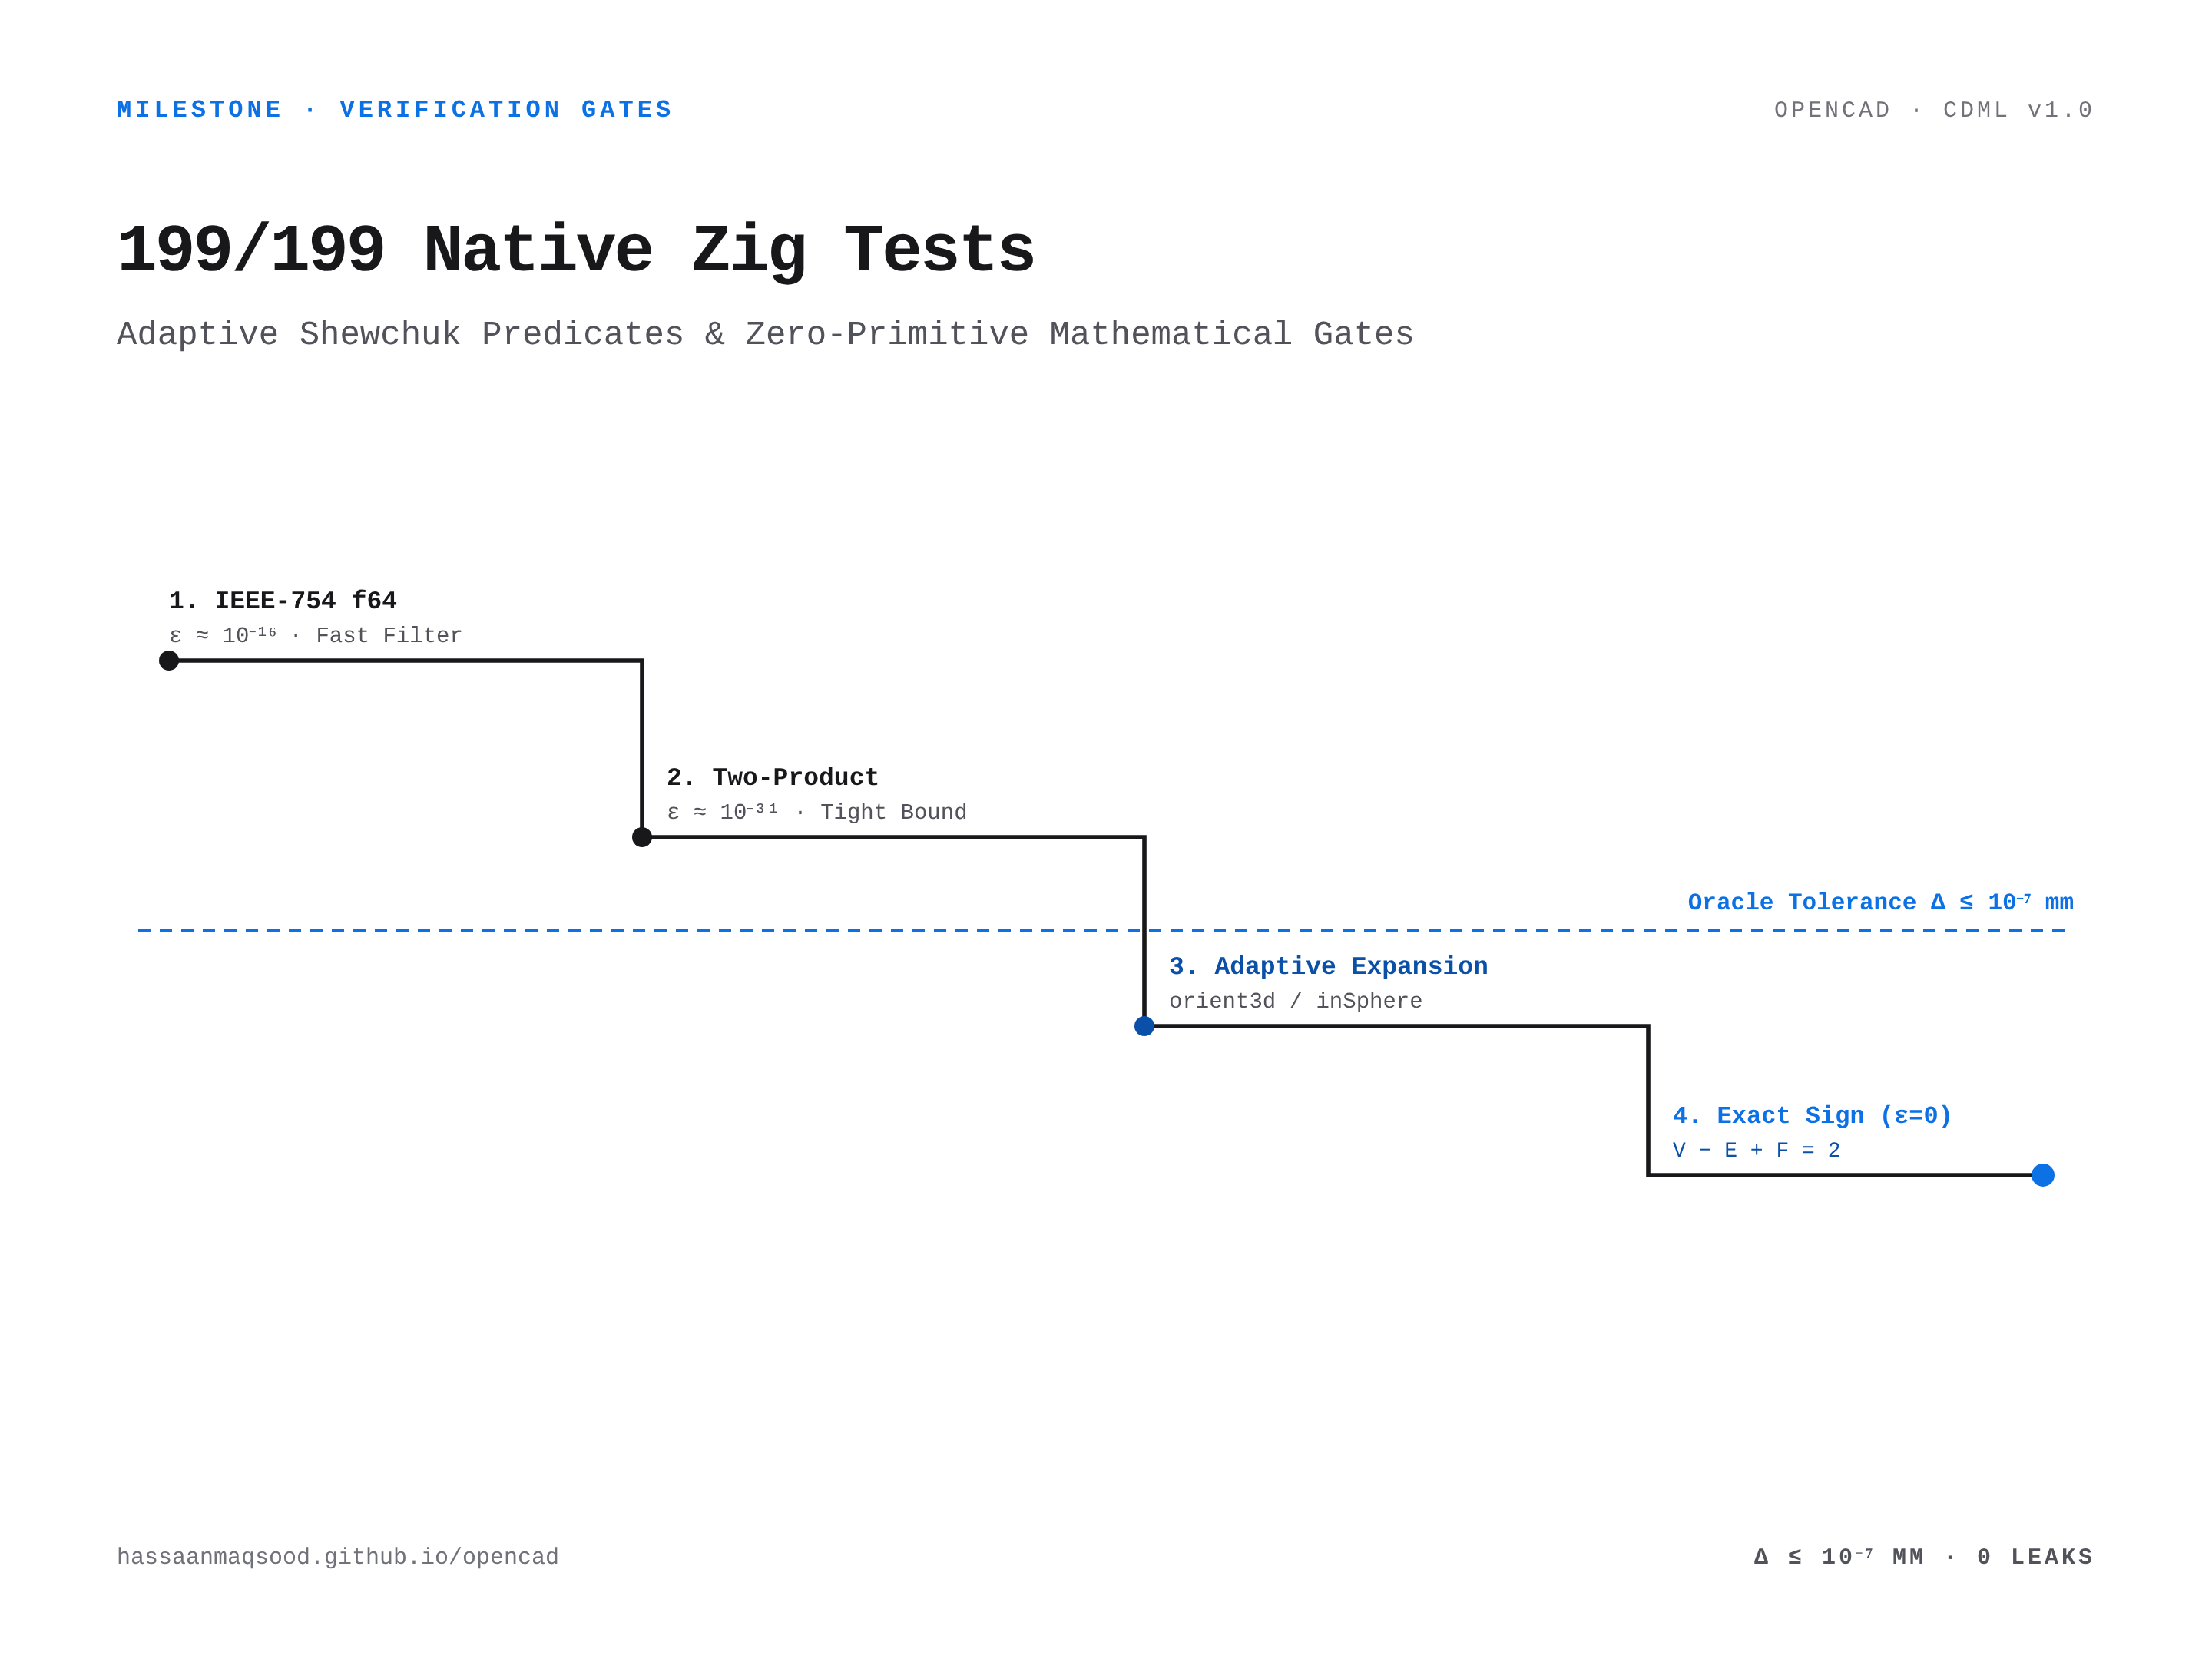 MILESTONE · VERIFICATION GATES
OPENCAD · CDML v1.0
199/199 Native Zig Tests
Adaptive Shewchuk Predicates & Zero-Primitive Mathematical Gates
1. IEEE-754 f64
ε ≈ 10⁻¹⁶ · Fast Filter
2. Two-Product
ε ≈ 10⁻³¹ · Tight Bound
Oracle Tolerance Δ ≤ 10⁻⁷ mm
3. Adaptive Expansion
orient3d / inSphere
4. Exact Sign (ε=0)
V − E + F = 2
hassaanmaqsood.github.io/opencad
Δ ≤ 10⁻⁷ MM · 0 LEAKS